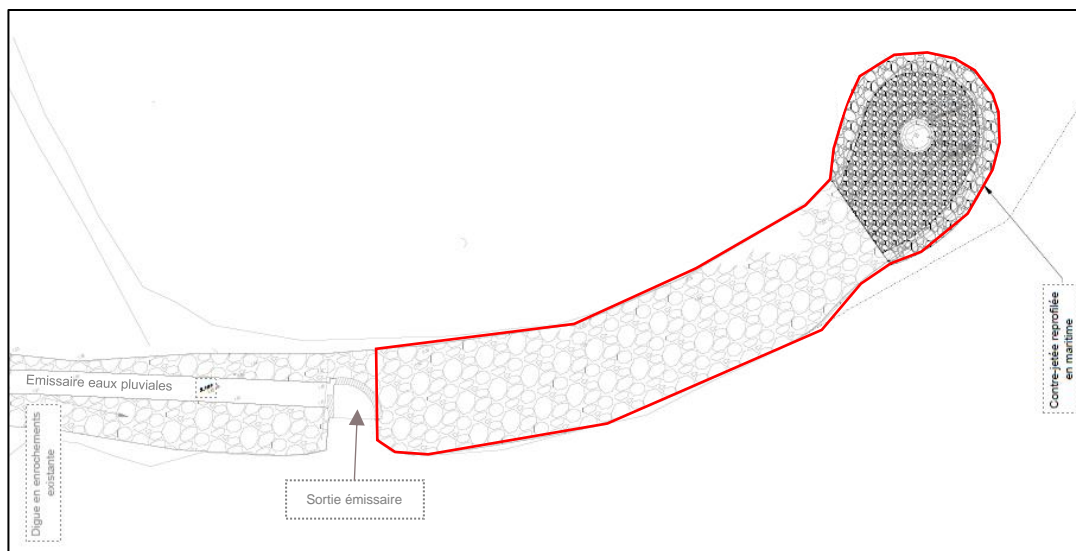 Emissaire eaux pluviales
Digue en enrochements
existante
Sortie émissaire
Contre-jetée reprofilée
en maritime